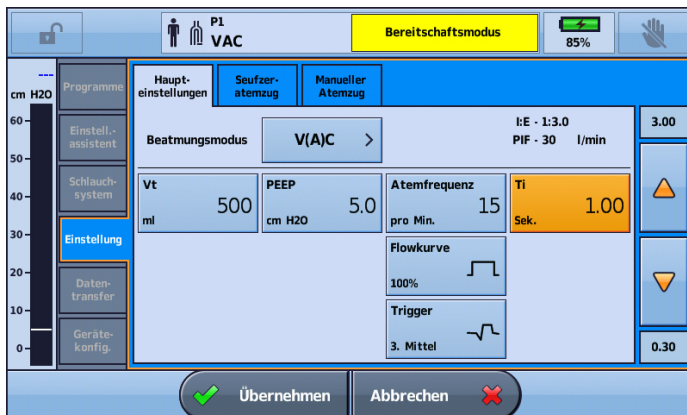 P1
VAC
Bereitschaftsmodus
85%
---
cm H2O
60
50
40
30
20
10
0
Programme
Einstell.-
assistent
Schlauch-
system
Einstellung
Daten-
transfer
Geräte-
konfig.
Haupt-
einstellungen
Seufzer-
atemzug
Manueller
Atemzug
Beatmungsmodus
V(A)C >
I:E - 1:3.0
PIF - 30 l/min
Vt
500
ml
PEEP
5.0
cm H2O
Atemfrequenz
15
pro Min.
Ti
1.00
Sek.
Flowkurve
100%
Trigger
3. Mittel
3.00
0.30
Übernehmen
Abbrechen